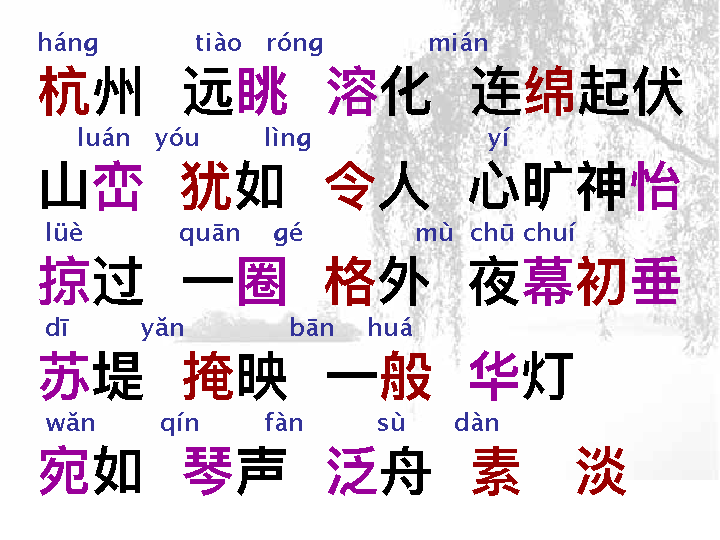 háng tiào róng mián
杭州 远眺 溶化 连绵起伏
luán yóu lìng yí
山峦 犹如 令人 心旷神怡
lüè quān gé mù chū chuí
掠过 一圈 格外 夜幕初垂
dī yǎn bān huá
苏堤 掩映 一般 华灯
wǎn qín fàn sù dàn
宛如 琴声 泛舟 素 淡